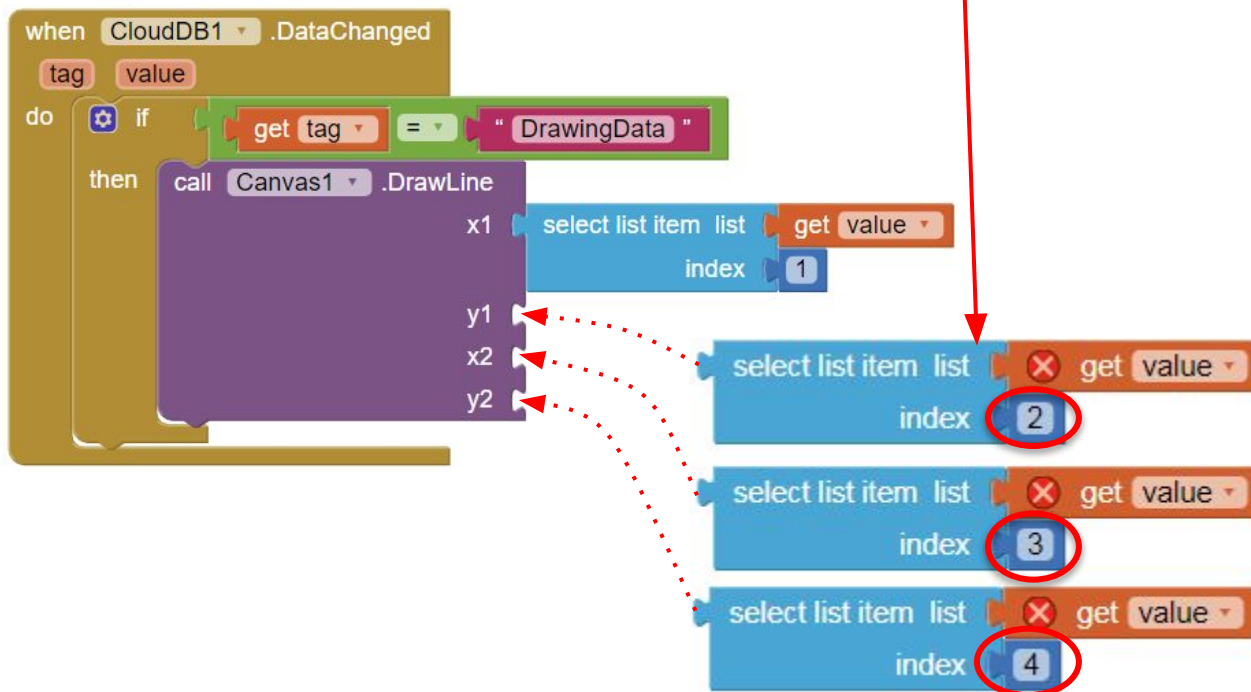 when CloudDB1 .DataChanged
tag value
do if get tag = " DrawingData "
then call Canvas1 .DrawLine
x1 select list item list get value
index 1
y1
x2
y2
select list item list get value
index 2
select list item list get value
index 3
select list item list get value
index 4